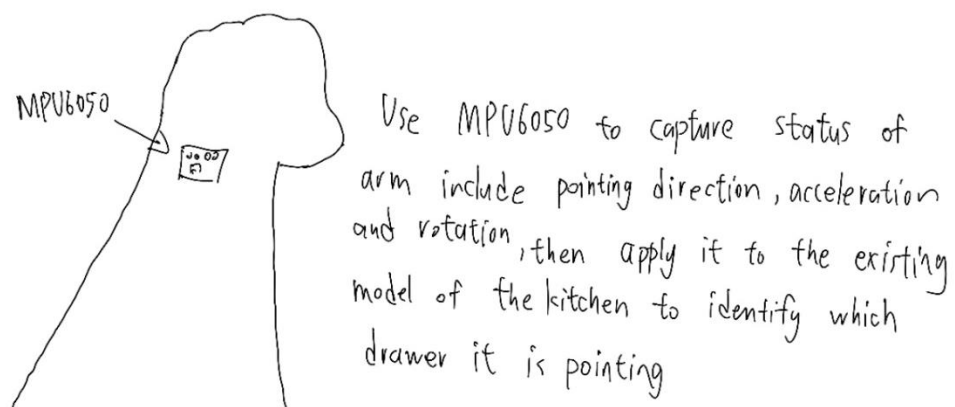 MPU6050
Use MPU6050 to capture status of
arm include pointing direction, acceleration
and rotation, then apply it to the existing
model of the kitchen to identify which
drawer it is pointing